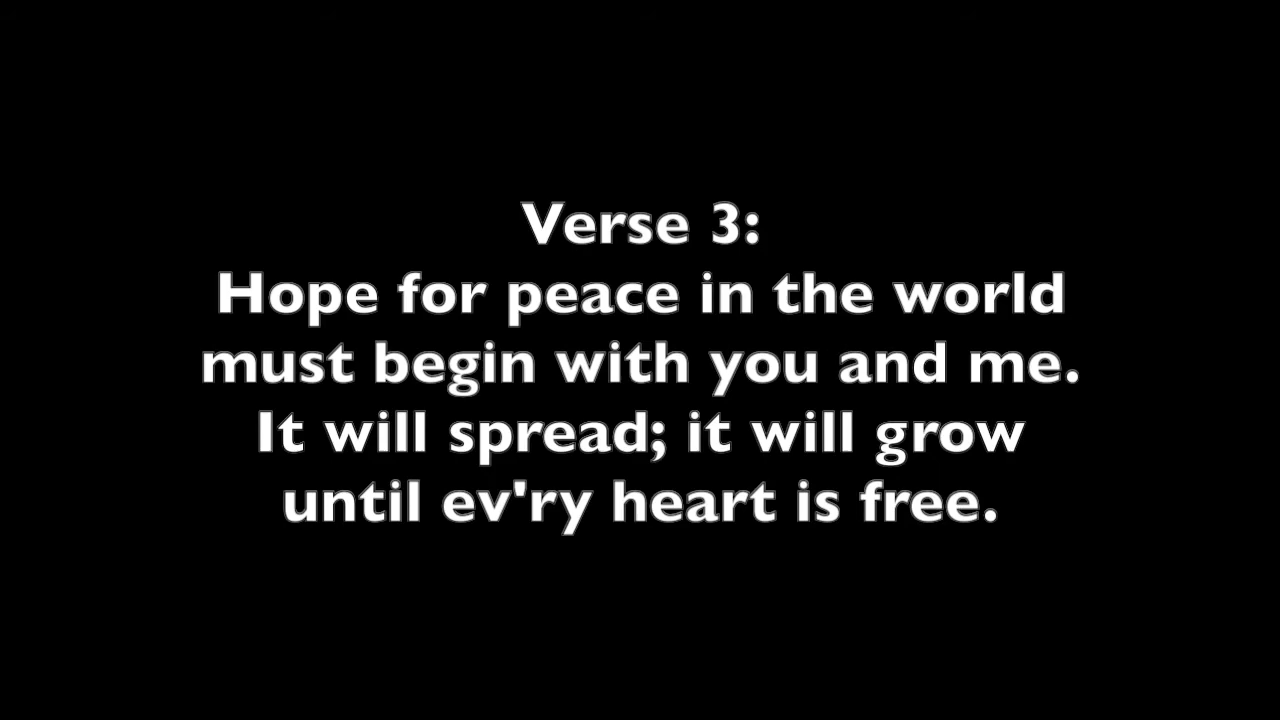 Verse 3:
Hope for peace in the world
must begin with you and me.
It will spread; it will grow
until ev'ry heart is free.